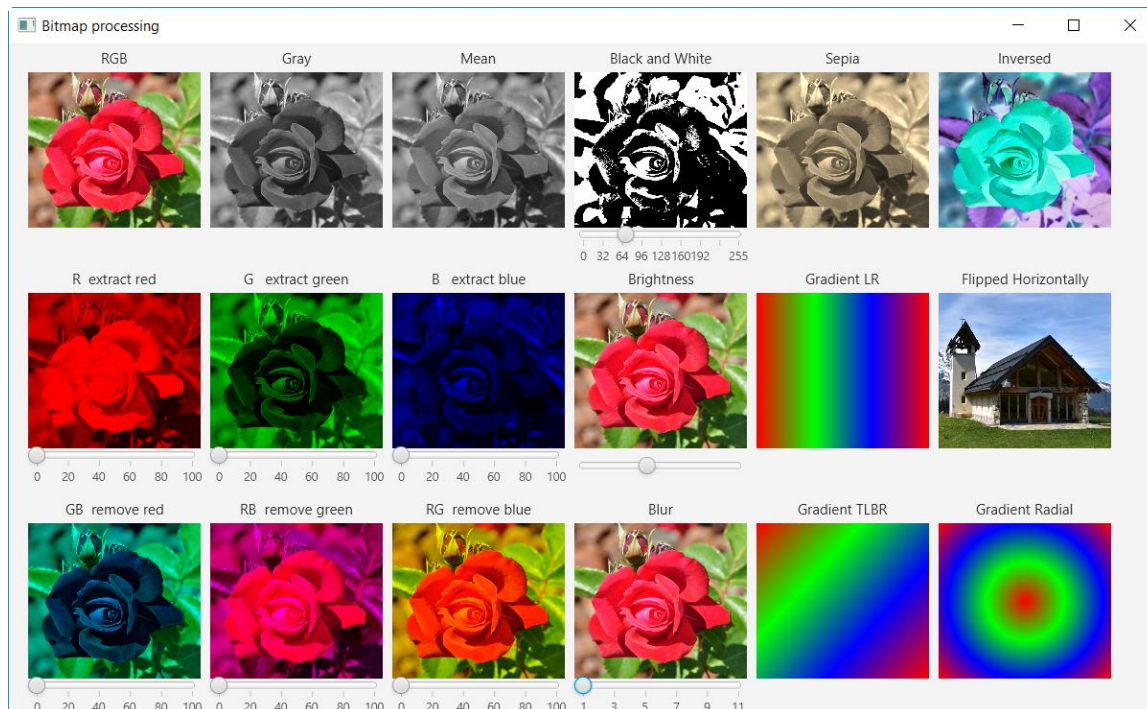 Bitmap processing
RGB Gray Mean Black and White Sepia Inversed
0 32 64 96 128 160 192 255
R extract red G extract green B extract blue Brightness Gradient LR Flipped Horizontally
0 20 40 60 80 100 0 20 40 60 80 100 0 20 40 60 80 100
GB remove red RB remove green RG remove blue Blur Gradient TLBR Gradient Radial
0 20 40 60 80 100 0 20 40 60 80 100 0 20 40 60 80 100 1 3 5 7 9 11